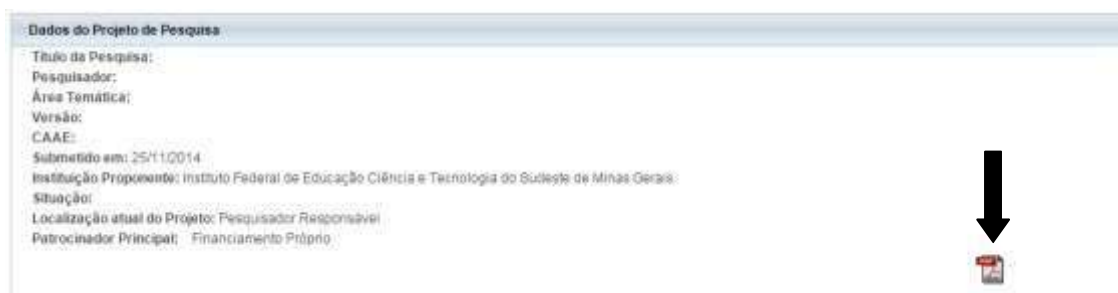 Dados do Projeto de Pesquisa
Título da Pesquisa:
Pesquisador:
Área Temática:
Versão:
CAAE:
Submetido em: 25/11/2014
Instituição Proponente: Instituto Federal de Educação Ciência e Tecnologia do Sudeste de Minas Gerais
Situação:
Localização atual do Projeto: Pesquisador Responsável
Patrocinador Principal: Financiamento Próprio